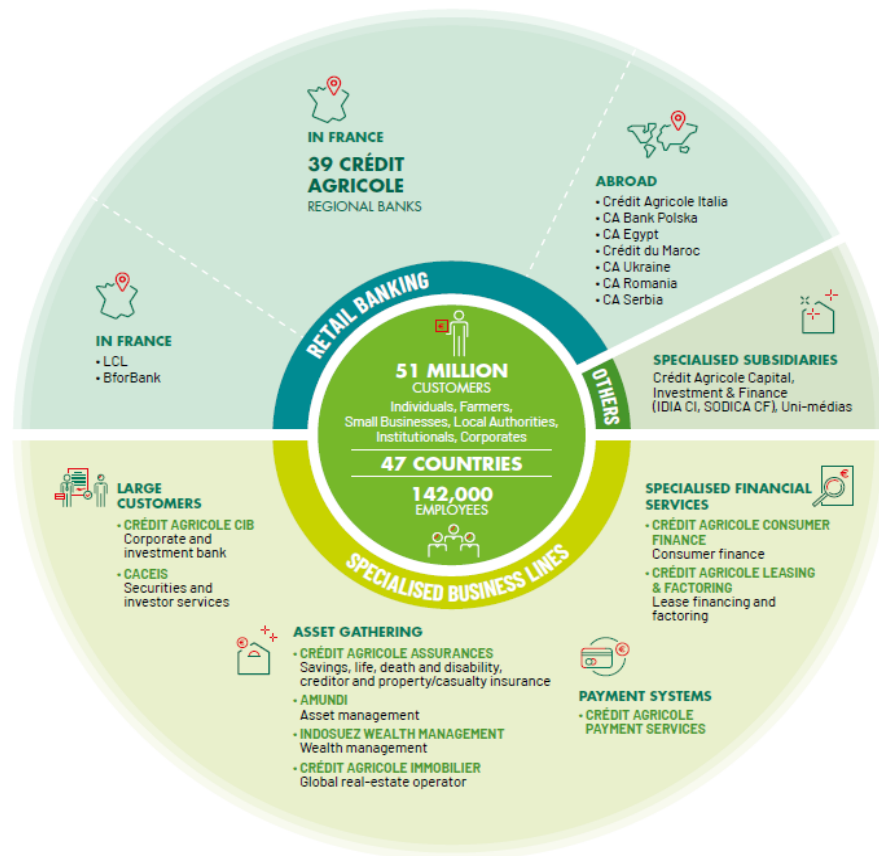 IN FRANCE
39 CRÉDIT
AGRICOLE
REGIONAL BANKS
ABROAD
• Crédit Agricole Italia
• CA Bank Polska
• CA Egypt
• Crédit du Maroc
• CA Ukraine
• CA Romania
• CA Serbia
IN FRANCE
• LCL
• BforBank
RETAIL BANKING
OTHERS
SPECIALISED SUBSIDIARIES
Crédit Agricole Capital,
Investment & Finance
(IDIA CI, SODICA CF), Uni-médias
€
51 MILLION
CUSTOMERS
Individuals, Farmers,
Small Businesses, Local Authorities,
Institutionals, Corporates
47 COUNTRIES
142,000
EMPLOYEES
SPECIALISED BUSINESS LINES
LARGE
CUSTOMERS
• CRÉDIT AGRICOLE CIB
Corporate and
investment bank
• CACEIS
Securities and
investor services
€
ASSET GATHERING
• CRÉDIT AGRICOLE ASSURANCES
Savings, life, death and disability,
creditor and property/casualty insurance
• AMUNDI
Asset management
• INDOSUEZ WEALTH MANAGEMENT
Wealth management
• CRÉDIT AGRICOLE IMMOBILIER
Global real-estate operator
€
SPECIALISED FINANCIAL
SERVICES
• CRÉDIT AGRICOLE CONSUMER
FINANCE
Consumer finance
• CRÉDIT AGRICOLE LEASING
& FACTORING
Lease financing and
factoring
€
PAYMENT SYSTEMS
• CRÉDIT AGRICOLE
PAYMENT SERVICES